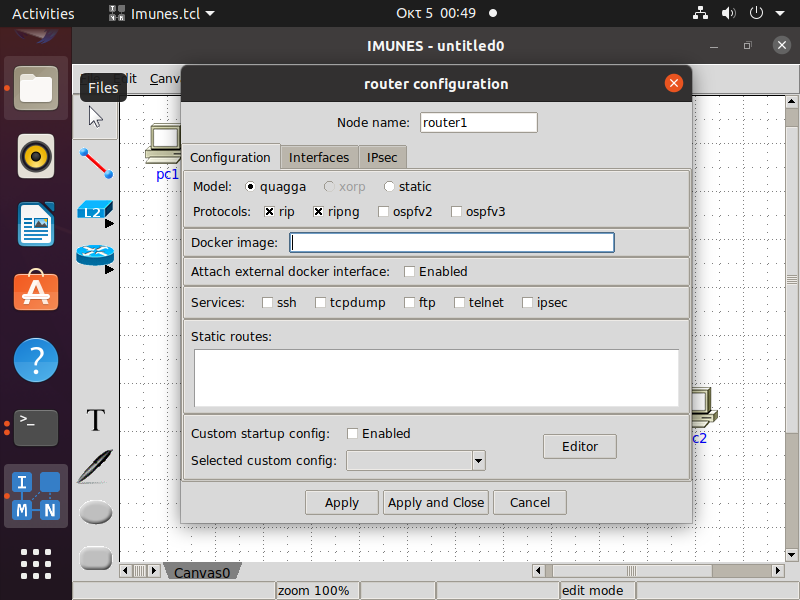 Activities Imunes.tcl Окт 5 00:49
IMUNES - untitled0
Edit Canv
Files
router configuration
Node name: router1
Configuration Interfaces IPsec
Model: quagga xorp static
Protocols: rip ripng ospfv2 ospfv3
Docker image:
Attach external docker interface: Enabled
Services: ssh tcpdump ftp telnet ipsec
Static routes:
Custom startup config: Enabled
Editor
Selected custom config:
Apply Apply and Close Cancel
pc1
L2
T
c2
I
M N
Canvas0
zoom 100% edit mode